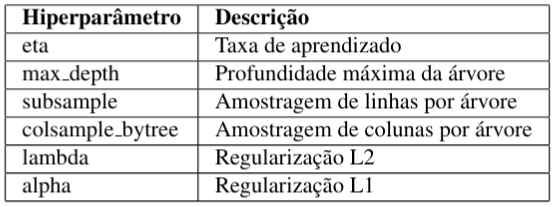 Hiperparâmetro Descrição
eta Taxa de aprendizado
max_depth Profundidade máxima da árvore
subsample Amostragem de linhas por árvore
colsample_bytree Amostragem de colunas por árvore
lambda Regularização L2
alpha Regularização L1